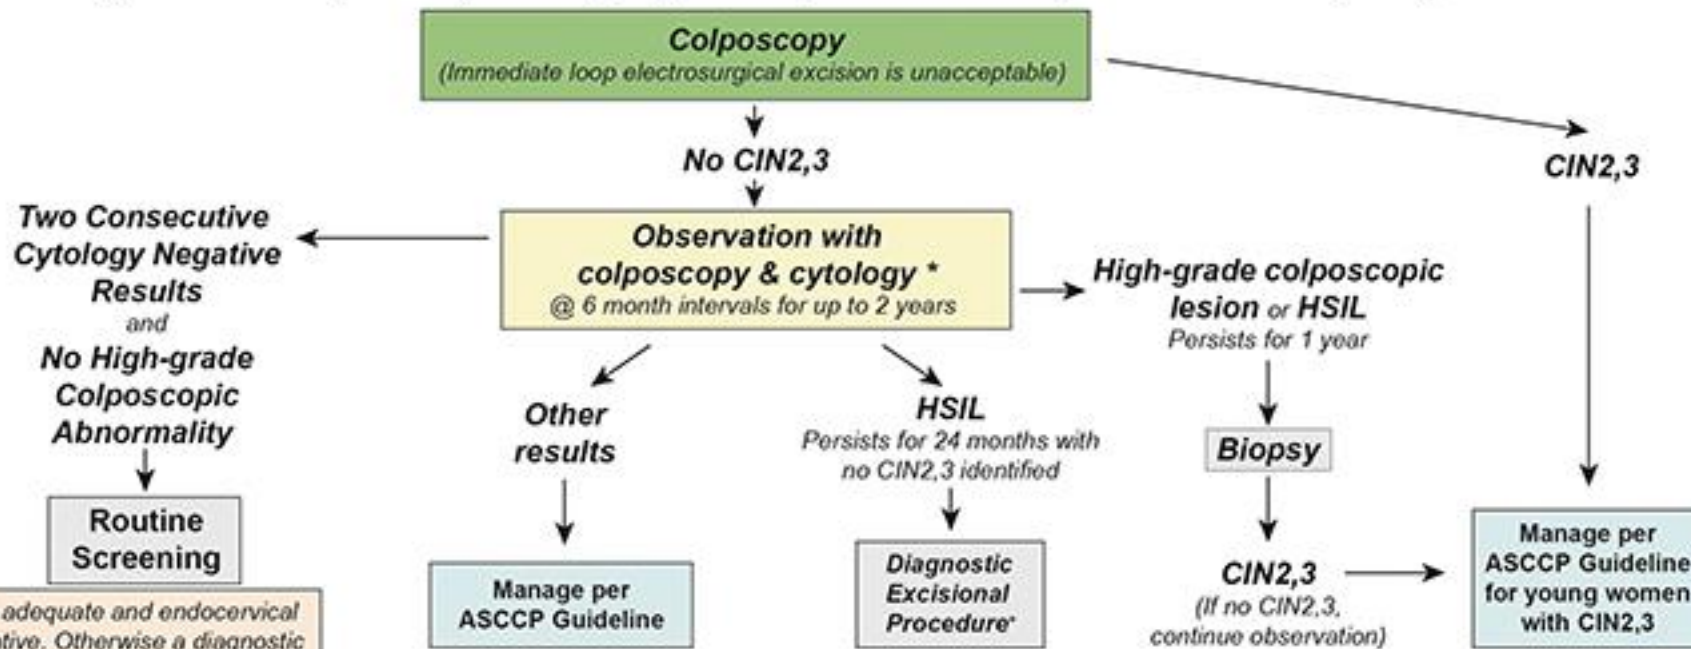 Colposcopy
(Immediate loop electrosurgical excision is unacceptable)
No CIN2,3
CIN2,3
Two Consecutive
Cytology Negative
Results
and
No High-grade
Colposcopic
Abnormality
Observation with
colposcopy & cytology *
@ 6 month intervals for up to 2 years
High-grade colposcopic
lesion or HSIL
Persists for 1 year
Other
results
HSIL
Persists for 24 months with
no CIN2,3 identified
Biopsy
Routine
Screening
Manage per
ASCCP Guideline
Diagnostic
Excisional
Procedure*
CIN2,3
(If no CIN2,3,
continue observation)
Manage per
ASCCP Guideline
for young women
with CIN2,3
adequate and endocervical
Otherwise a diagnostic